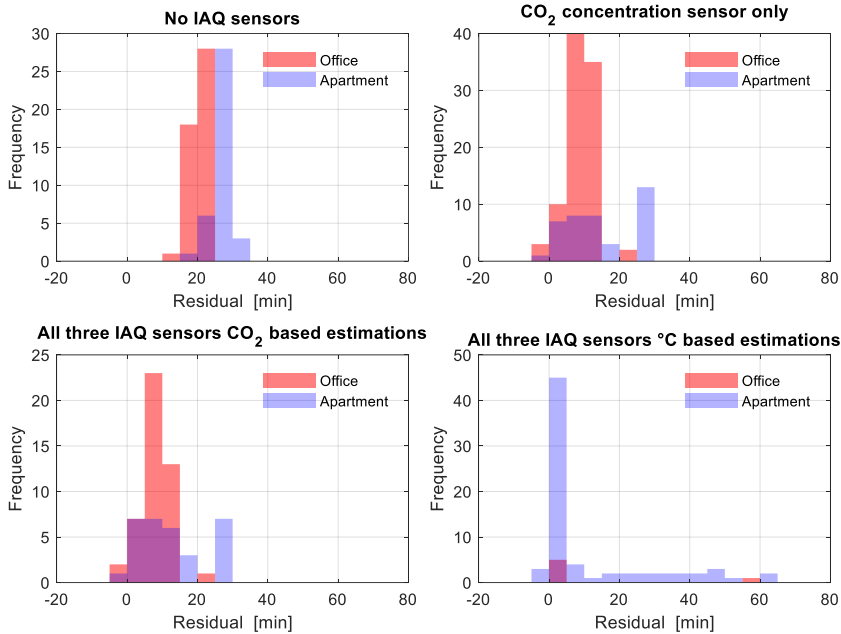 No IAQ sensors
30
25
20
15
10
5
0
Frequency
Office
Apartment
-20 0 20 40 60 80
Residual [min]
CO2 concentration sensor only
40
30
20
10
0
Frequency
Office
Apartment
-20 0 20 40 60 80
Residual [min]
All three IAQ sensors CO2 based estimations
25
20
15
10
5
0
Frequency
Office
Apartment
-20 0 20 40 60 80
Residual [min]
All three IAQ sensors °C based estimations
50
40
30
20
10
0
Frequency
Office
Apartment
-20 0 20 40 60 80
Residual [min]